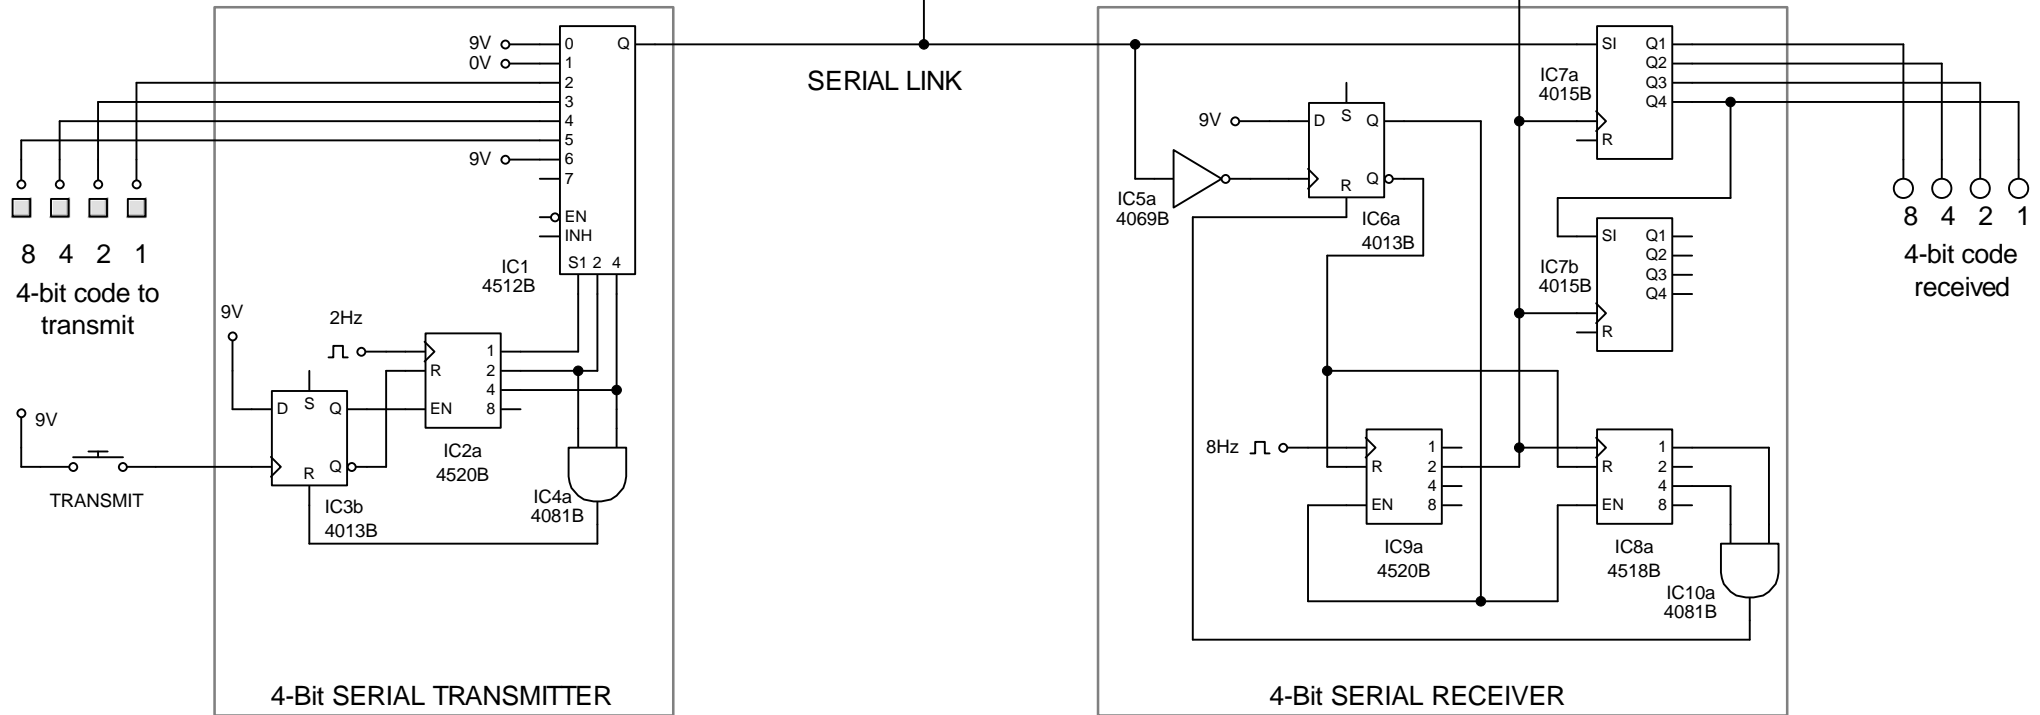 9V
0V
9V
0
1
2
3
4
5
6
7
EN
INH
Q
S1 2 4
IC1
4512B
8 4 2 1
4-bit code to
transmit
9V
2Hz
R
EN
1
2
4
8
IC2a
4520B
9V
TRANSMIT
D
S
Q
R
Q
IC3b
4013B
IC4a
4081B
4-Bit SERIAL TRANSMITTER
SERIAL LINK
9V
D
S
Q
R
Q
IC5a
4069B
IC6a
4013B
SI
Q1
Q2
Q3
Q4
R
IC7a
4015B
SI
Q1
Q2
Q3
Q4
R
IC7b
4015B
8 4 2 1
4-bit code
received
8Hz
R
EN
1
2
4
8
IC9a
4520B
R
EN
1
2
4
8
IC8a
4518B
IC10a
4081B
4-Bit SERIAL RECEIVER